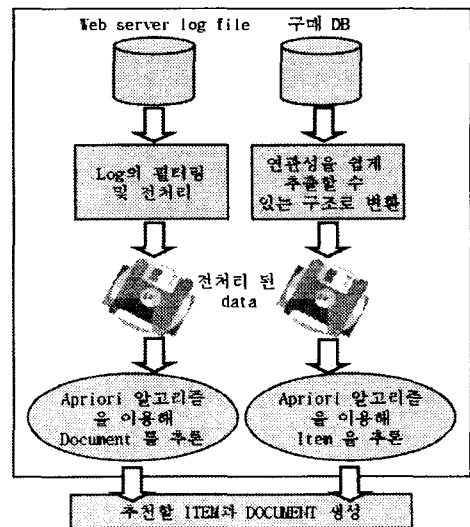 Web server log file
구매 DB
Log의 필터링
및 전처리
연관성을 쉽게
추출할 수
있는 구조로 변환
전처리 된
data
Apriori 알고리즘
을 이용해
Document 를 추론
Apriori 알고리즘
을 이용해
Item 을 추론
추천할 ITEM과 DOCUMENT 생성